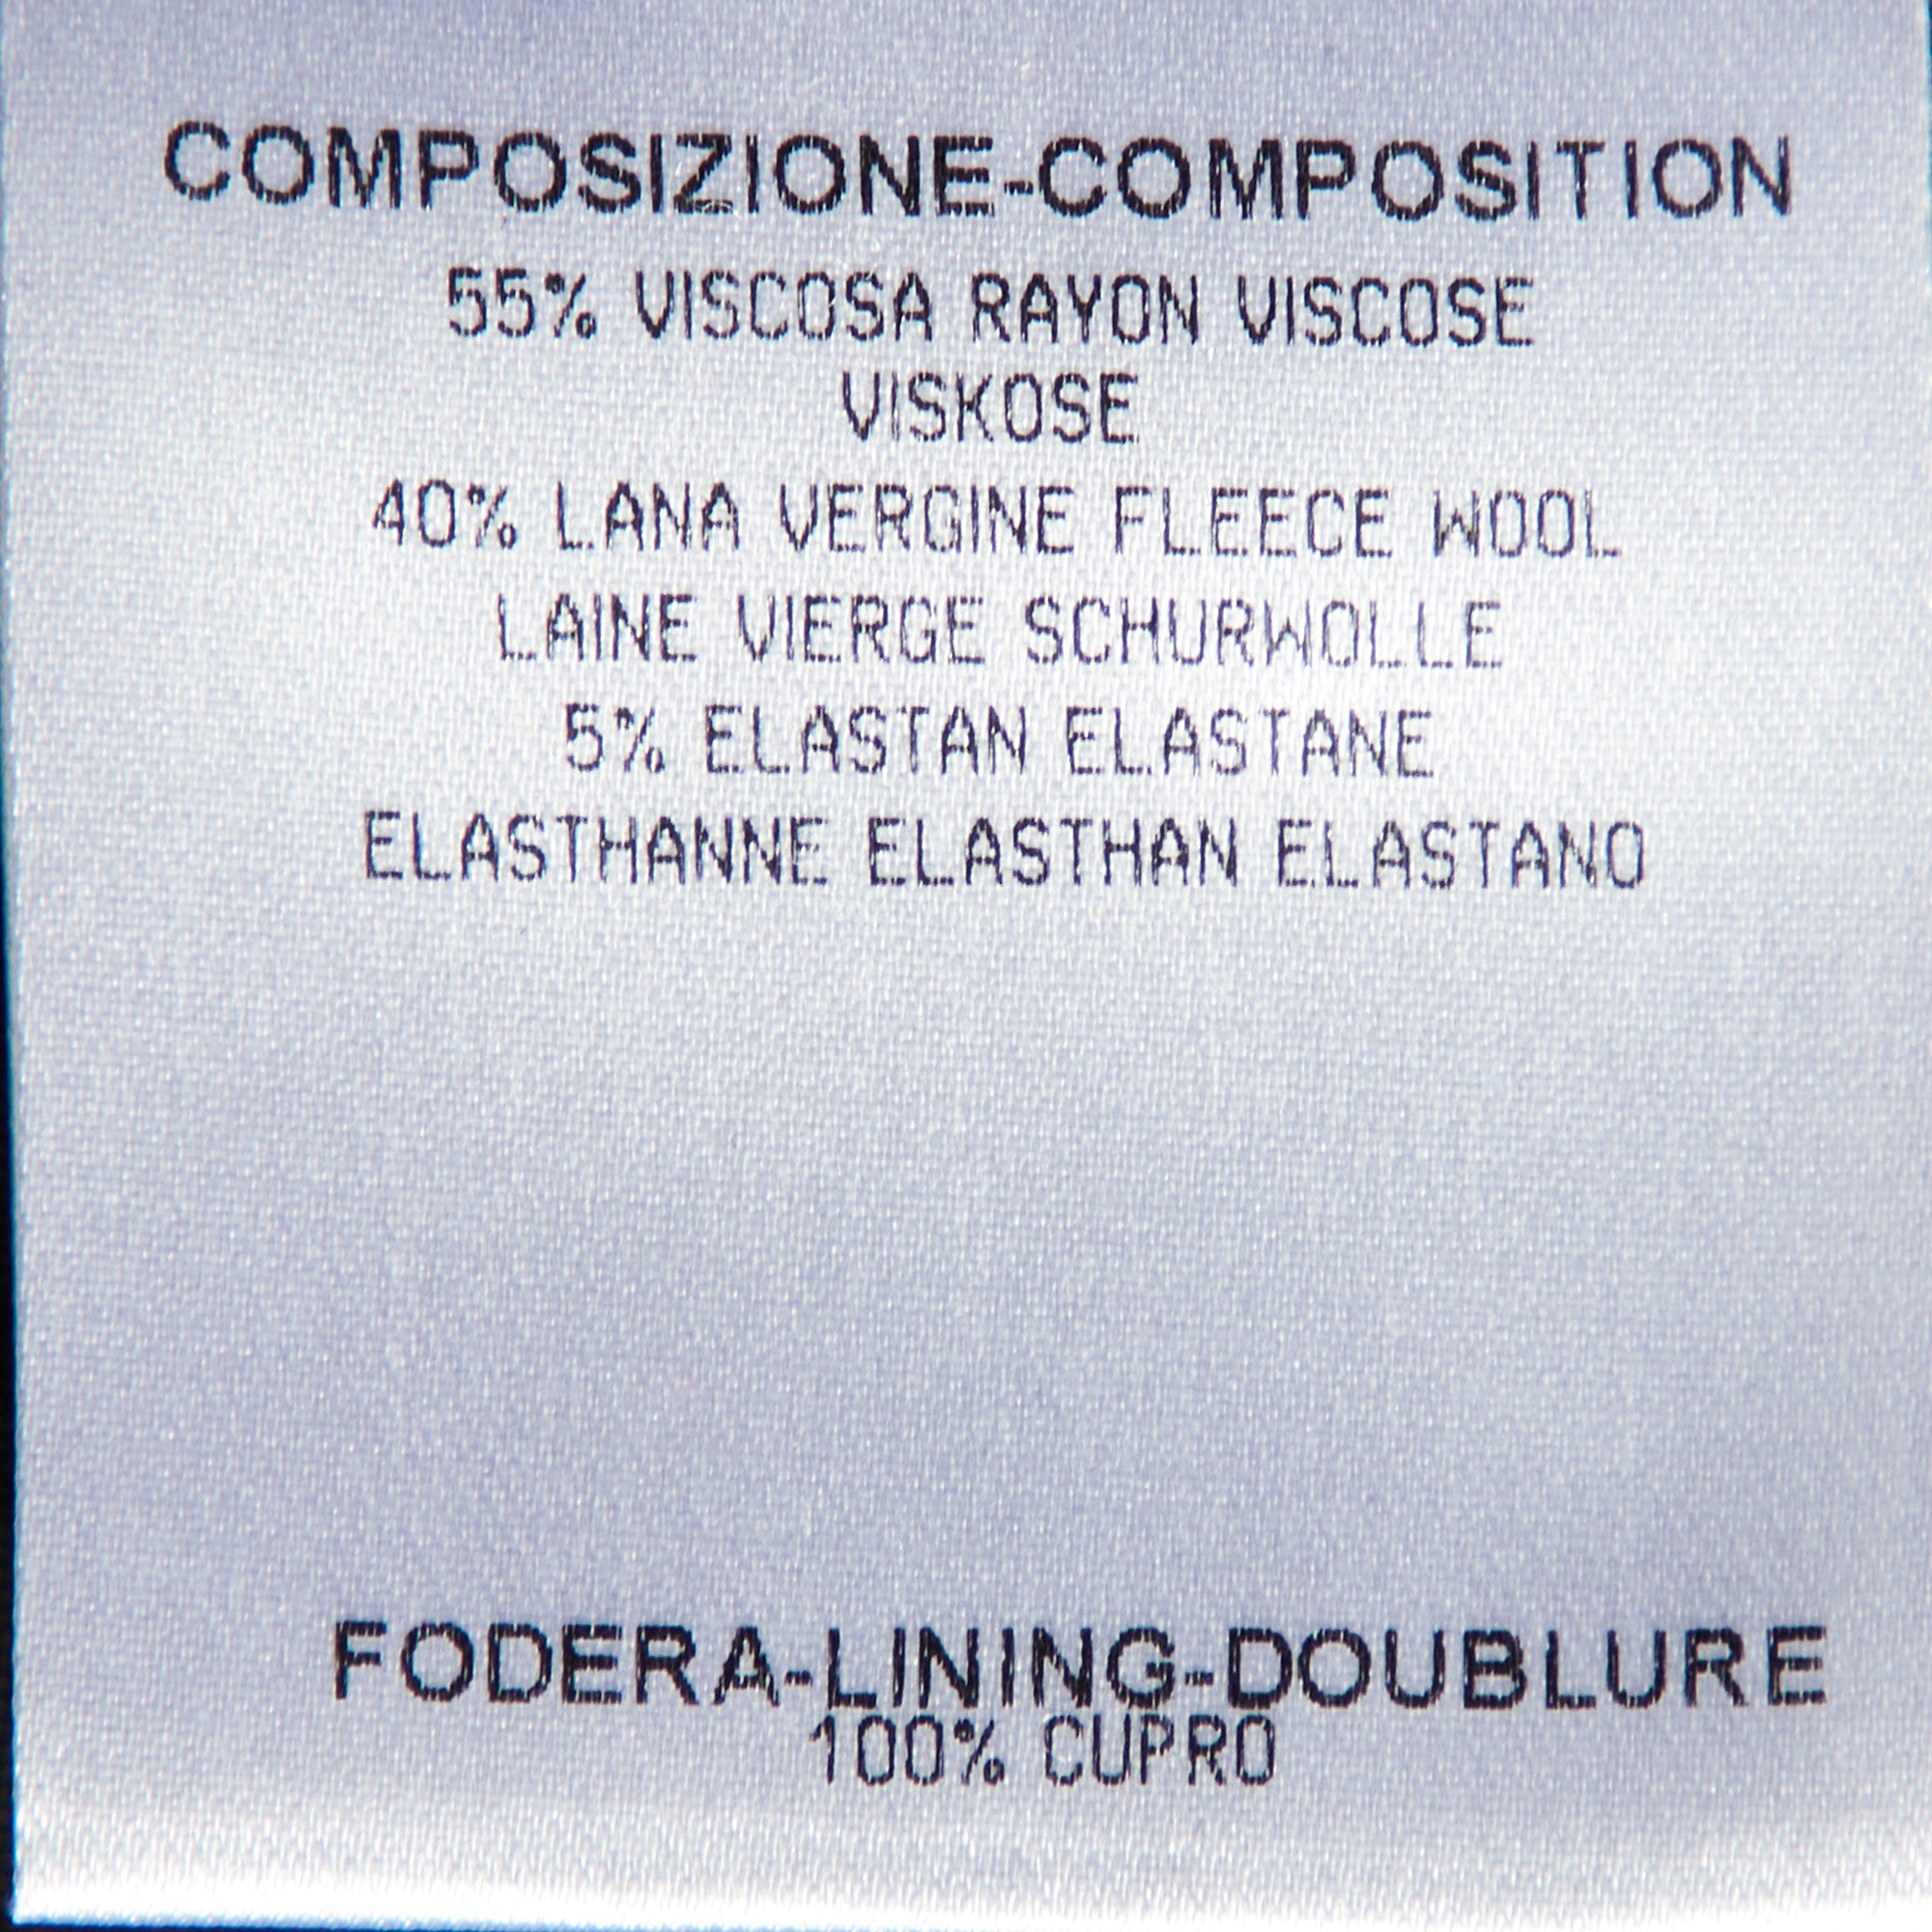 COMPOSIZIONE-COMPOSITION
55% VISCOSA RAYON VISCOSE
VISKOSE
40% LANA VERGINE FLEECE WOOL
LAINE VIERGE SCHURWOLLE
5% ELASTAN ELASTANE
ELASTHANNE ELASTHAN ELASTANO
FODERA-LINING-DOUBLURE
100% CUPRO